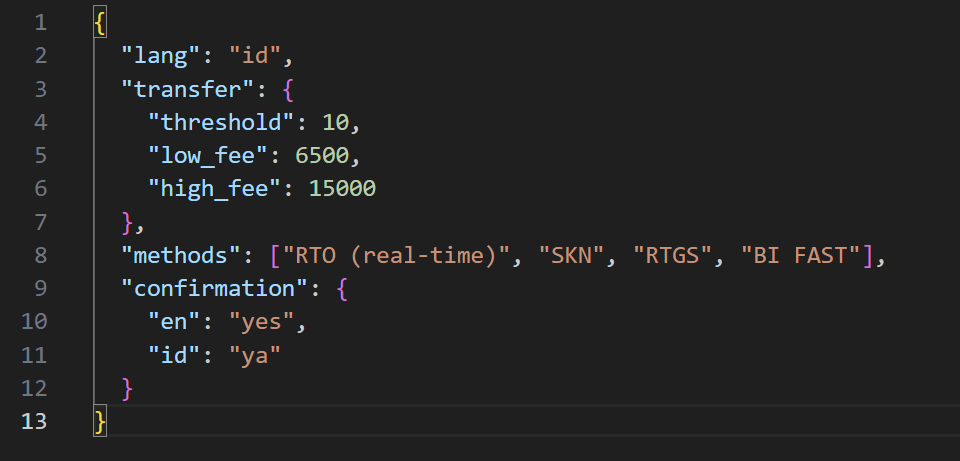 1 {
2 "lang": "id",
3 "transfer": {
4 "threshold": 10,
5 "low_fee": 6500,
6 "high_fee": 15000
7 },
8 "methods": ["RTO (real-time)", "SKN", "RTGS", "BI FAST"],
9 "confirmation": {
10 "en": "yes",
11 "id": "ya"
12 }
13 }